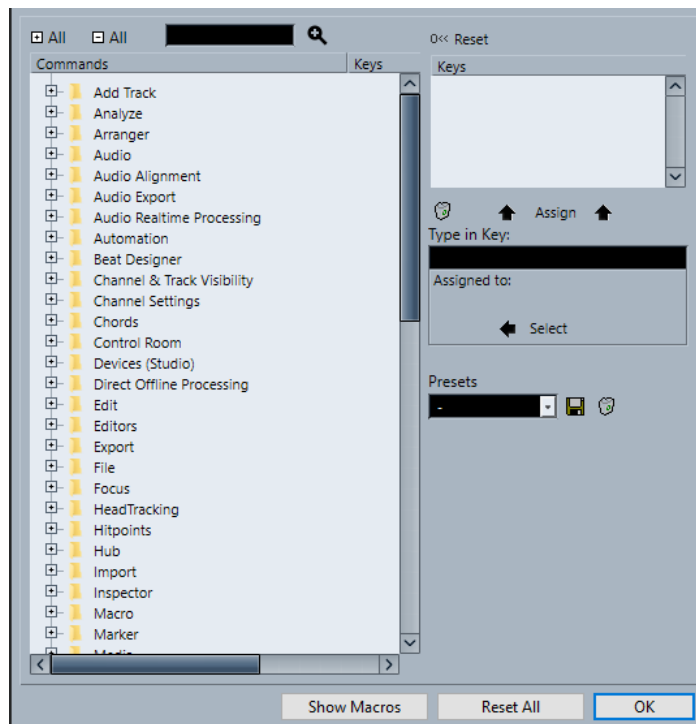 All
All
0<< Reset
Commands
Keys
Keys
Add Track
Analyze
Arranger
Audio
Audio Alignment
Audio Export
Audio Realtime Processing
Automation
Beat Designer
Channel & Track Visibility
Channel Settings
Chords
Control Room
Devices (Studio)
Direct Offline Processing
Edit
Editors
Export
File
Focus
HeadTracking
Hitpoints
Hub
Import
Inspector
Macro
Marker
Media
Assign
Type in Key:
Assigned to:
Select
Presets
-
Show Macros
Reset All
OK